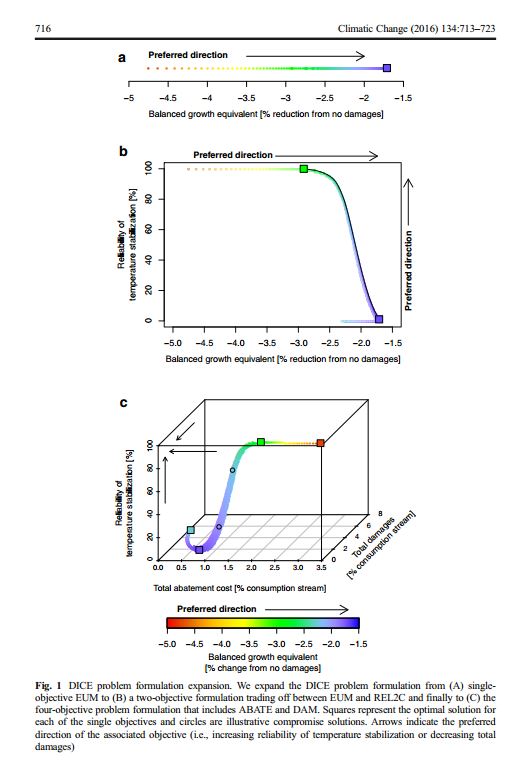 716
Climatic Change (2016) 134:713–723
a
Preferred direction
−5 −4.5 −4 −3.5 −3 −2.5 −2 −1.5
Balanced growth equivalent [% reduction from no damages]
b
Preferred direction
Reliability of
temperature stabilization [%]
100
80
60
40
20
0
Preferred direction
−5.0 −4.5 −4.0 −3.5 −3.0 −2.5 −2.0 −1.5
Balanced growth equivalent [% reduction from no damages]
c
Reliability of
temperature stabilization [%]
100
80
60
40
20
0
0.0 0.5 1.0 1.5 2.0 2.5 3.0 3.5
0
2
4
6
8
Total damages
[% consumption stream]
Total abatement cost [% consumption stream]
Preferred direction
−5.0 −4.5 −4.0 −3.5 −3.0 −2.5 −2.0 −1.5
Balanced growth equivalent
[% change from no damages]
Fig. 1 DICE problem formulation expansion. We expand the DICE problem formulation from (A) single-
objective EUM to (B) a two-objective formulation trading off between EUM and REL2C and finally to (C) the
four-objective problem formulation that includes ABATE and DAM. Squares represent the optimal solution for
each of the single objectives and circles are illustrative compromise solutions. Arrows indicate the preferred
direction of the associated objective (i.e., increasing reliability of temperature stabilization or decreasing total
damages)